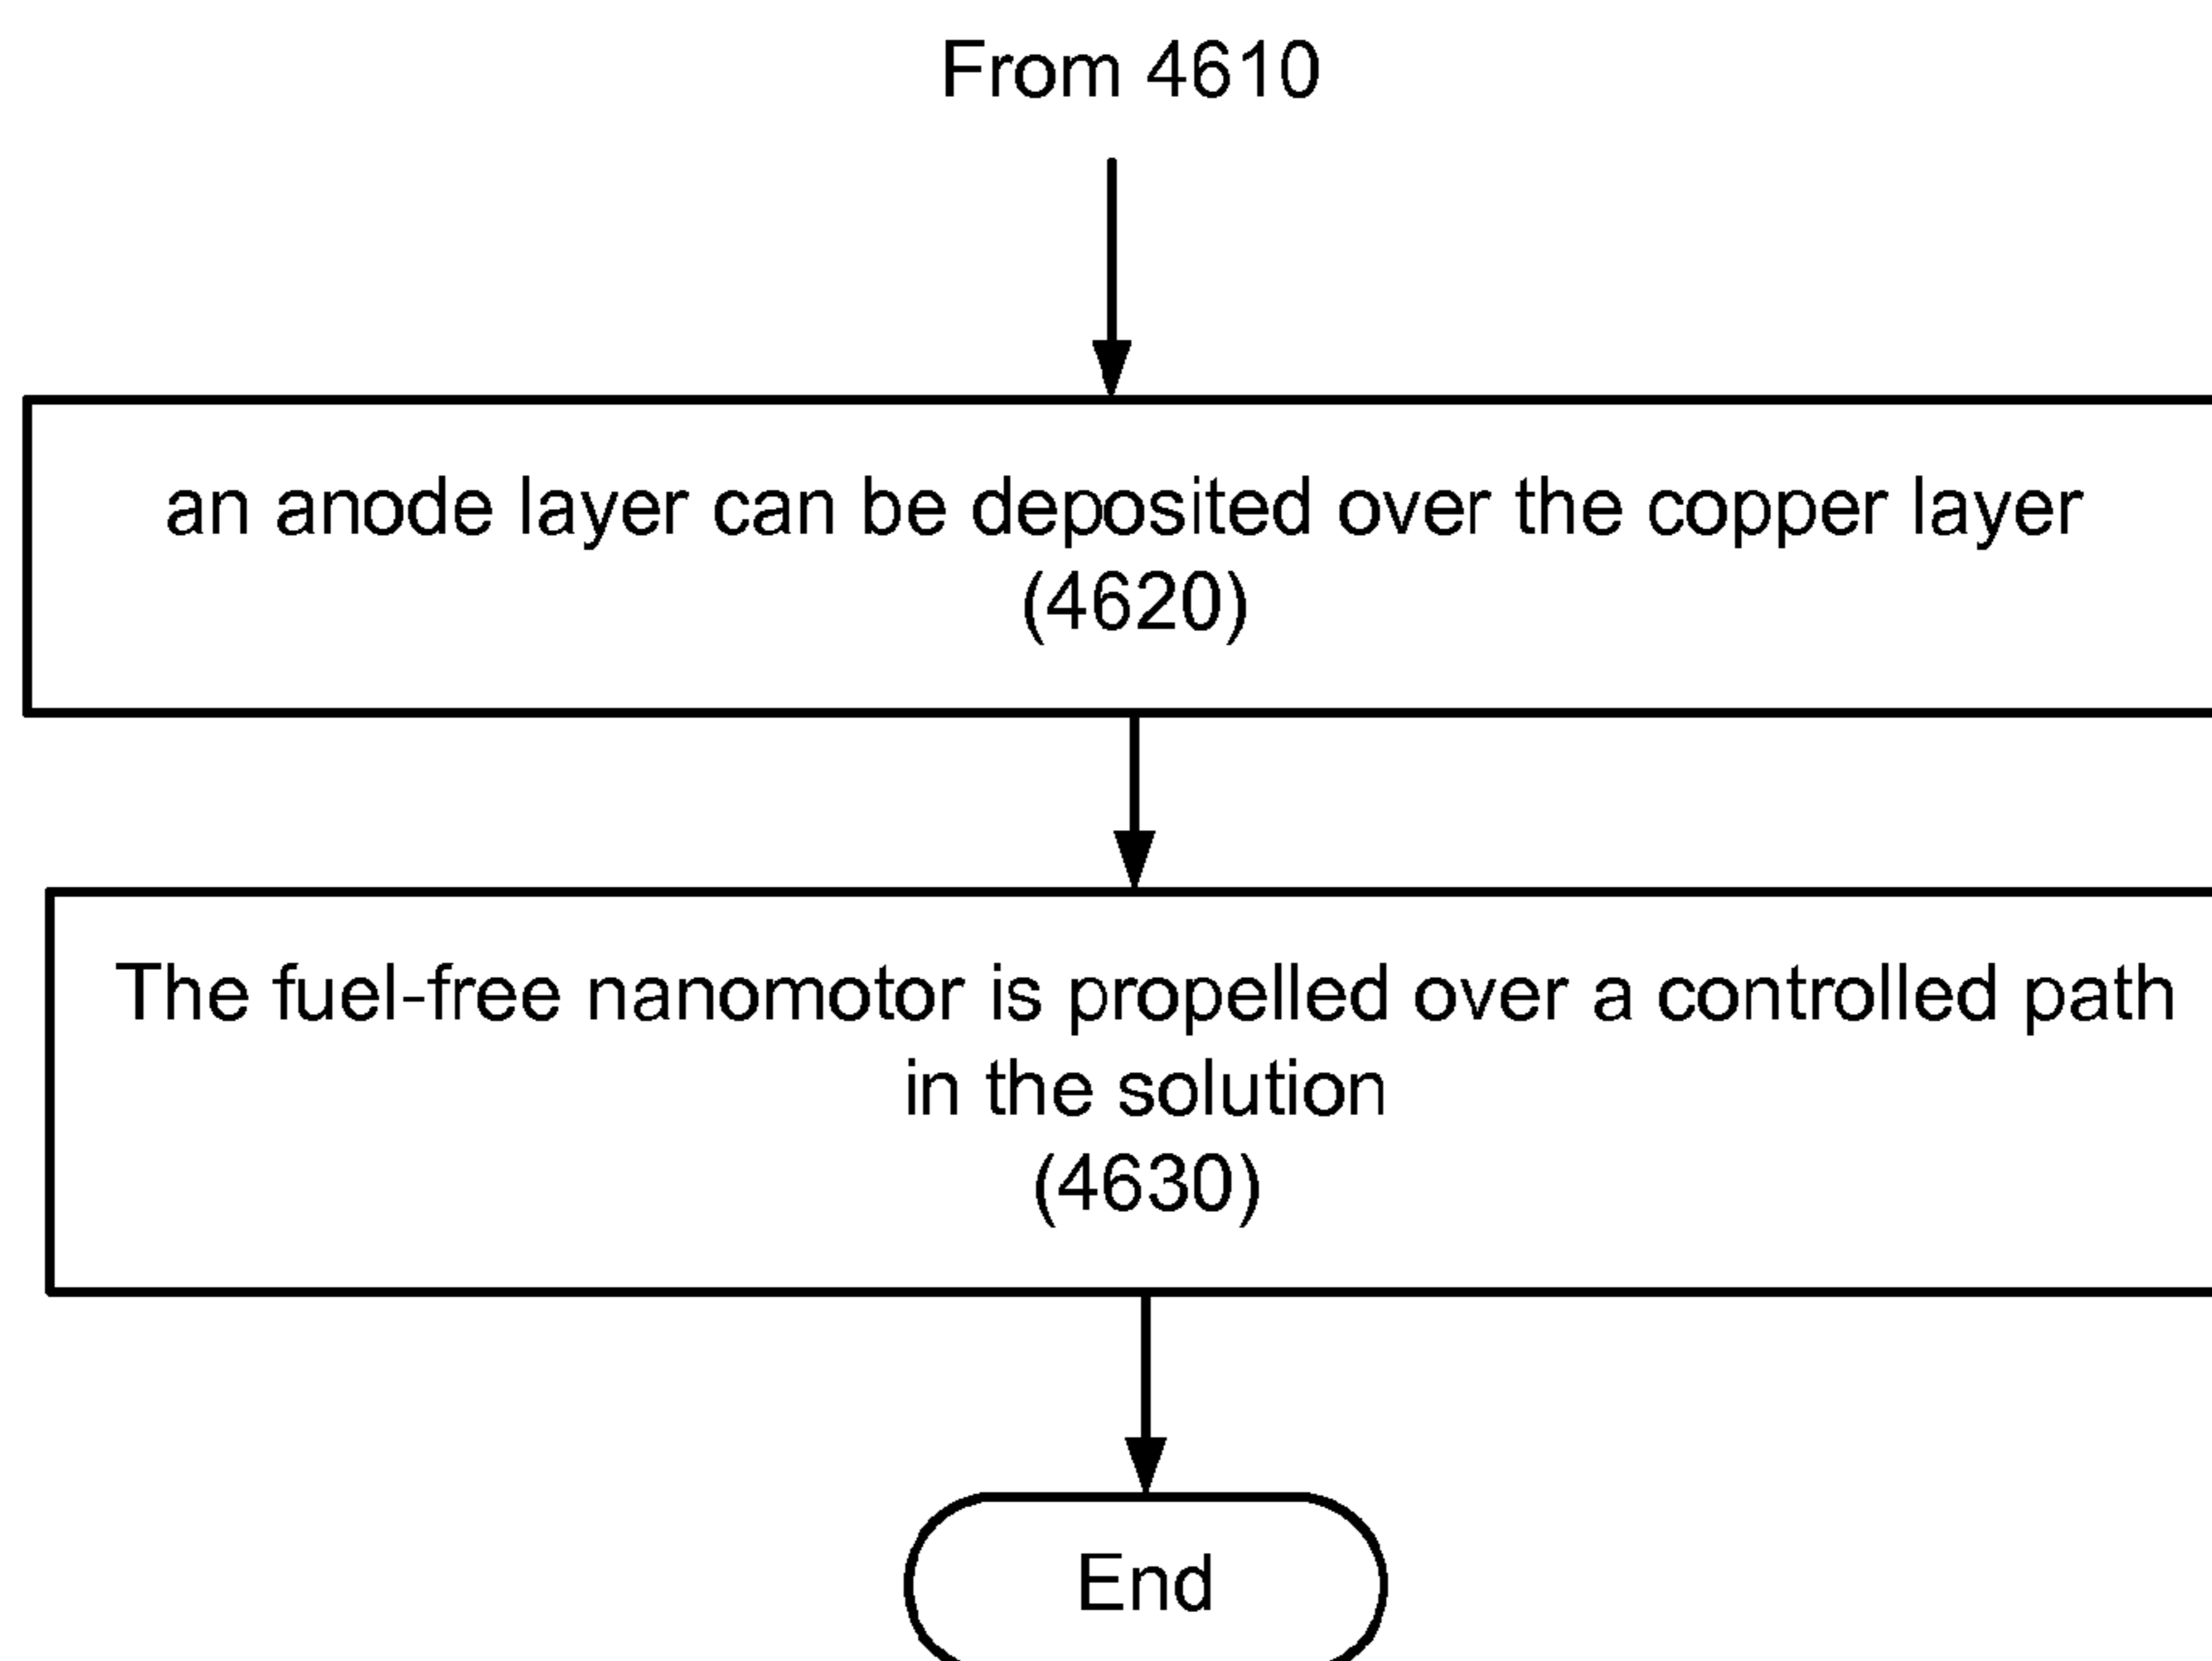 From 4610
an anode layer can be deposited over the copper layer
(4620)
The fuel-free nanomotor is propelled over a controlled path
in the solution
(4630)
End